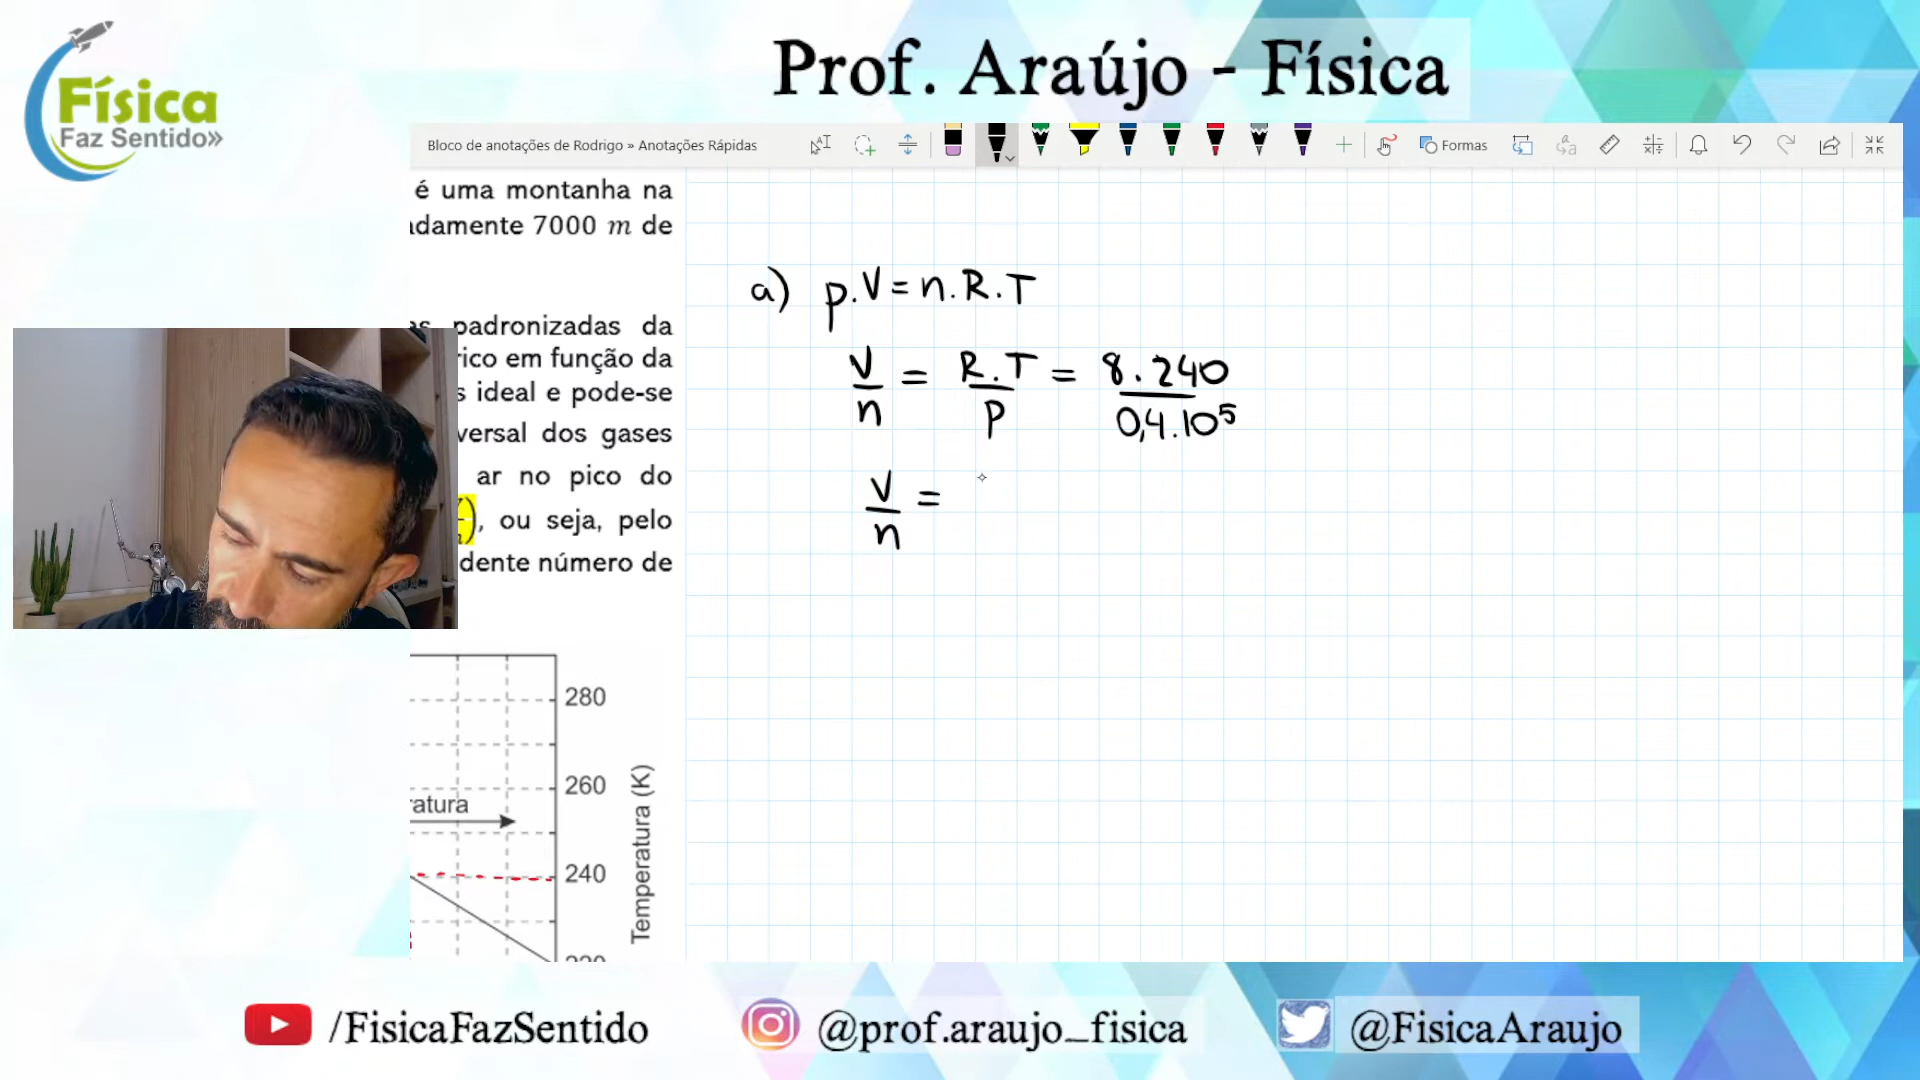 Prof. Araújo - Física
Física
Faz Sentido»
Bloco de anotações de Rodrigo » Anotações Rápidas
Formas
é uma montanha na
adamente 7000 m de
padronizadas da
rico em função da
s ideal e pode-se
versal dos gases
ar no pico do
), ou seja, pelo
dente número de
a) p.V = n.R.T
V/n = R.T/p = 8.240/0,4.10⁵
V/n =
280
260
ratura
240
Temperatura (K)
/FisicaFazSentido
@prof.araujo_fisica
@FisicaAraujo